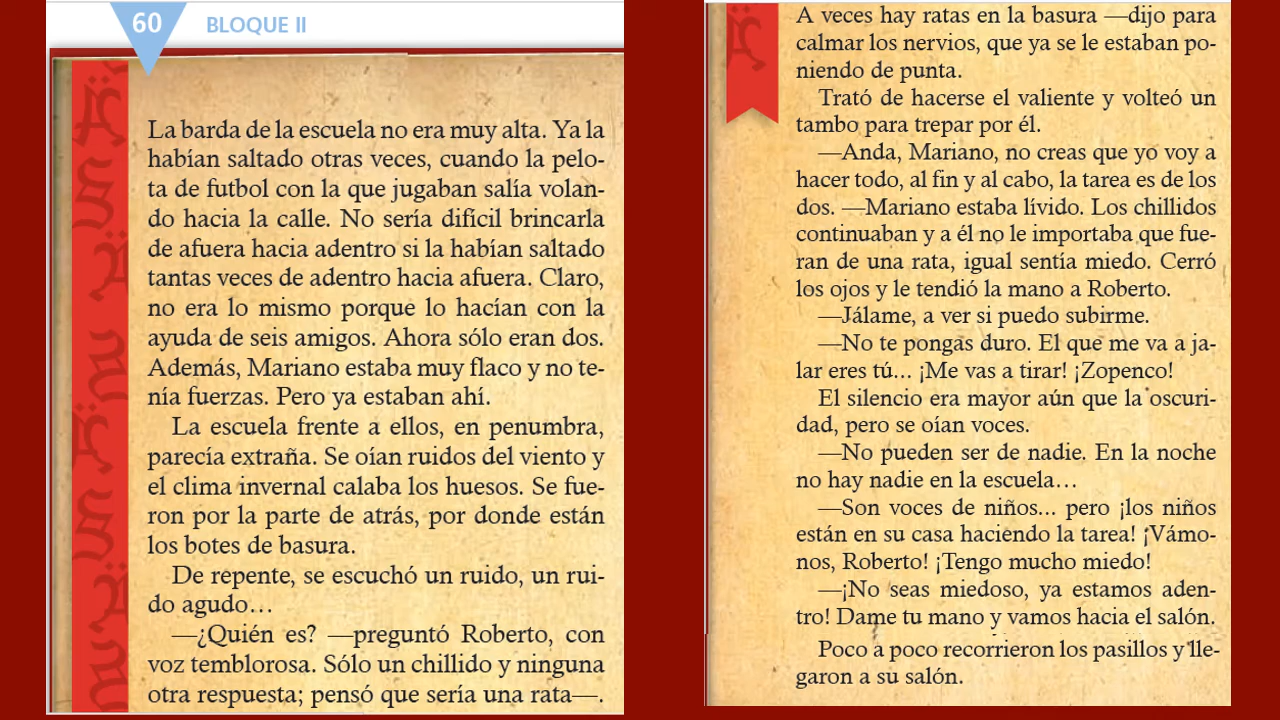 60 BLOQUE II
La barda de la escuela no era muy alta. Ya la
habían saltado otras veces, cuando la pelo-
ta de futbol con la que jugaban salía volan-
do hacia la calle. No sería difícil brincarla
de afuera hacia adentro si la habían saltado
tantas veces de adentro hacia afuera. Claro,
no era lo mismo porque lo hacían con la
ayuda de seis amigos. Ahora sólo eran dos.
Además, Mariano estaba muy flaco y no te-
nía fuerzas. Pero ya estaban ahí.
La escuela frente a ellos, en penumbra,
parecía extraña. Se oían ruidos del viento y
el clima invernal calaba los huesos. Se fue-
ron por la parte de atrás, por donde están
los botes de basura.
De repente, se escuchó un ruido, un rui-
do agudo…
—¿Quién es? —preguntó Roberto, con
voz temblorosa. Sólo un chillido y ninguna
otra respuesta; pensó que sería una rata—.
A veces hay ratas en la basura —dijo para
calmar los nervios, que ya se le estaban po-
niendo de punta.
Trató de hacerse el valiente y volteó un
tambo para trepar por él.
—Anda, Mariano, no creas que yo voy a
hacer todo, al fin y al cabo, la tarea es de los
dos. —Mariano estaba lívido. Los chillidos
continuaban y a él no le importaba que fue-
ran de una rata, igual sentía miedo. Cerró
los ojos y le tendió la mano a Roberto.
—Jálame, a ver si puedo subirme.
—No te pongas duro. El que me va a ja-
lar eres tú... ¡Me vas a tirar! ¡Zopenco!
El silencio era mayor aún que la oscuri-
dad, pero se oían voces.
—No pueden ser de nadie. En la noche
no hay nadie en la escuela…
—Son voces de niños... pero ¡los niños
están en su casa haciendo la tarea! ¡Vámo-
nos, Roberto! ¡Tengo mucho miedo!
—¡No seas miedoso, ya estamos aden-
tro! Dame tu mano y vamos hacia el salón.
Poco a poco recorrieron los pasillos y lle-
garon a su salón.